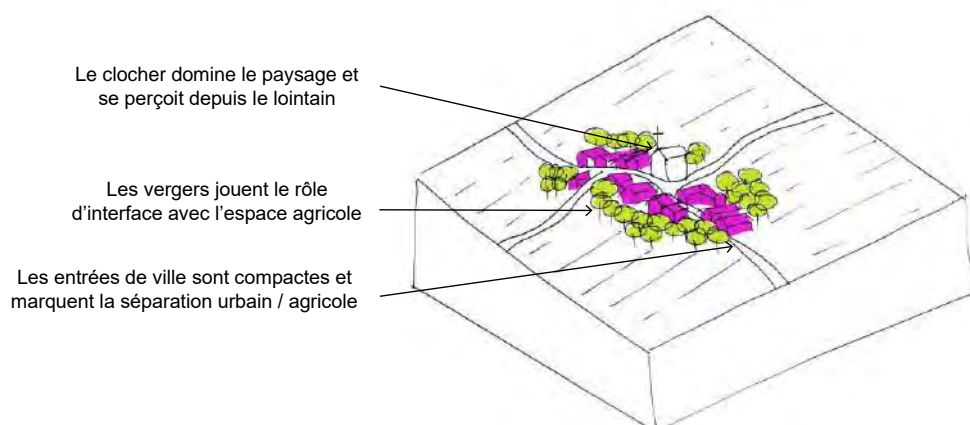 Le clocher domine le paysage et
se perçoit depuis le lointain
Les vergers jouent le rôle
d'interface avec l'espace agricole
Les entrées de ville sont compactes et
marquent la séparation urbain / agricole